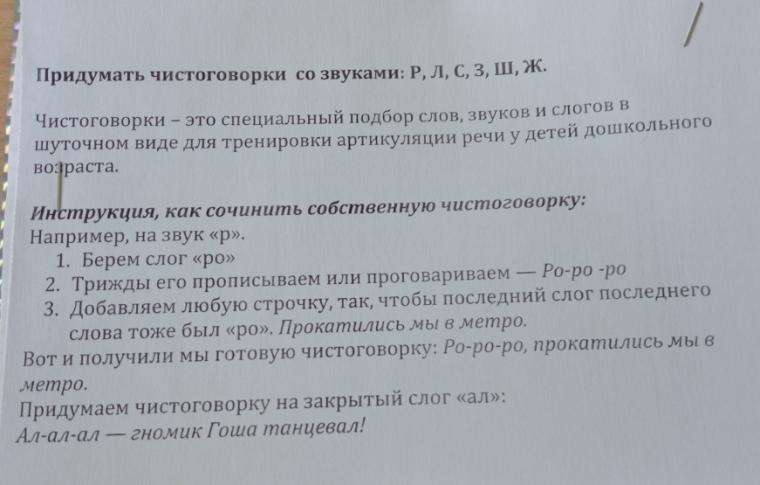 Придумать чистоговорки со звуками: Р, Л, С, З, Ш, Ж.
Чистоговорки – это специальный подбор слов, звуков и слогов в
шуточном виде для тренировки артикуляции речи у детей дошкольного
возраста.
Инструкция, как сочинить собственную чистоговорку:
Например, на звук «р».
1. Берем слог «ро»
2. Трижды его прописываем или проговариваем — Ро-ро -ро
3. Добавляем любую строчку, так, чтобы последний слог последнего
слова тоже был «ро». Прокатились мы в метро.
Вот и получили мы готовую чистоговорку: Ро-ро-ро, прокатились мы в
метро.
Придумаем чистоговорку на закрытый слог «ал»:
Ал-ал-ал — гномик Гоша танцевал!